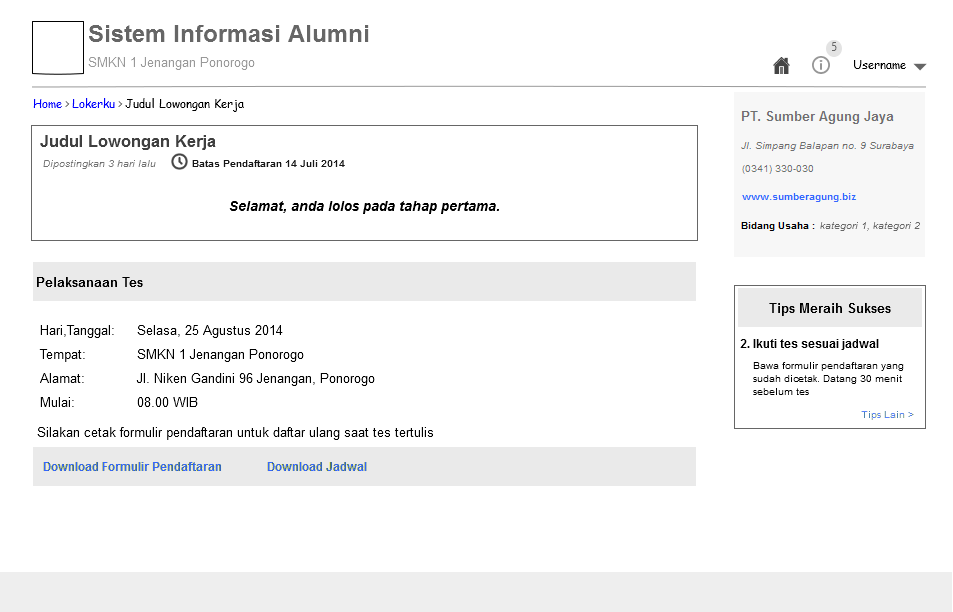 Sistem Informasi Alumni
SMKN 1 Jenangan Ponorogo
5
Username
Home › Lokerku › Judul Lowongan Kerja
Judul Lowongan Kerja
Dipostingkan 3 hari lalu Batas Pendaftaran 14 Juli 2014
Selamat, anda lolos pada tahap pertama.
Pelaksanaan Tes
Hari,Tanggal: Selasa, 25 Agustus 2014
Tempat: SMKN 1 Jenangan Ponorogo
Alamat: Jl. Niken Gandini 96 Jenangan, Ponorogo
Mulai: 08.00 WIB
Silakan cetak formulir pendaftaran untuk daftar ulang saat tes tertulis
Download Formulir Pendaftaran Download Jadwal
PT. Sumber Agung Jaya
Jl. Simpang Balapan no. 9 Surabaya
(0341) 330-030
www.sumberagung.biz
Bidang Usaha : kategori 1, kategori 2
Tips Meraih Sukses
2. Ikuti tes sesuai jadwal
Bawa formulir pendaftaran yang
sudah dicetak. Datang 30 menit
sebelum tes
Tips Lain >